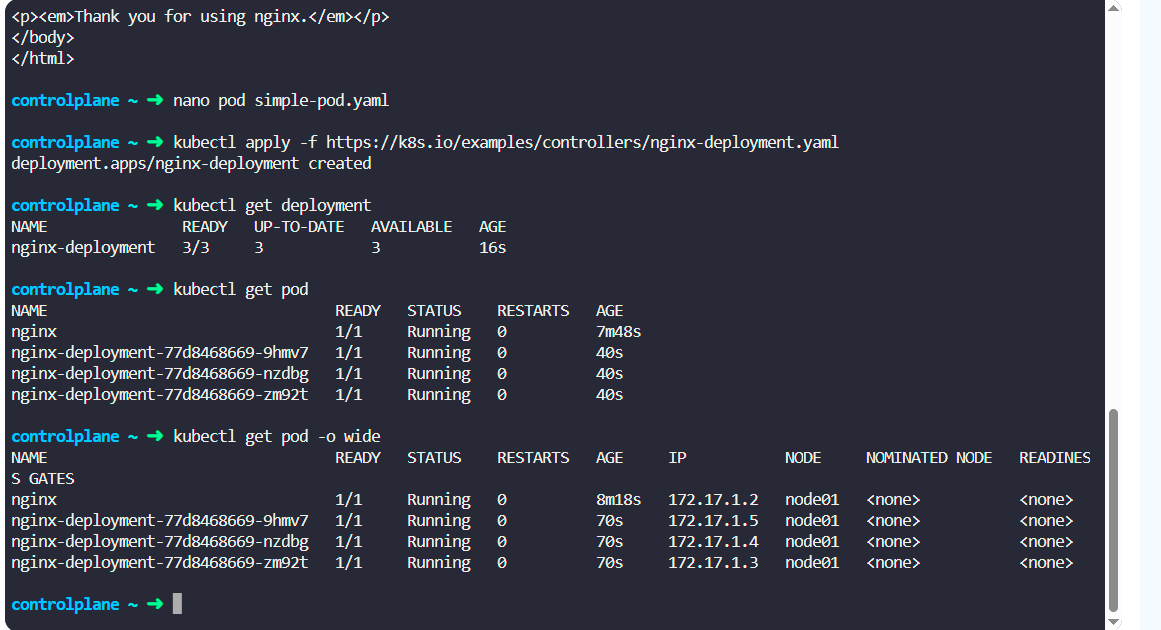 <p><em>Thank you for using nginx.</em></p>
</body>
</html>
controlplane ~ ➜ nano pod simple-pod.yaml
controlplane ~ ➜ kubectl apply -f https://k8s.io/examples/controllers/nginx-deployment.yaml
deployment.apps/nginx-deployment created
controlplane ~ ➜ kubectl get deployment
NAME               READY   UP-TO-DATE   AVAILABLE   AGE
nginx-deployment   3/3     3            3           16s
controlplane ~ ➜ kubectl get pod
NAME                                READY   STATUS    RESTARTS   AGE
nginx                               1/1     Running   0          7m48s
nginx-deployment-77d8468669-9hmv7   1/1     Running   0          40s
nginx-deployment-77d8468669-nzdbg   1/1     Running   0          40s
nginx-deployment-77d8468669-zm92t   1/1     Running   0          40s
controlplane ~ ➜ kubectl get pod -o wide
NAME                                READY   STATUS    RESTARTS   AGE     IP           NODE     NOMINATED NODE   READINES
S GATES
nginx                               1/1     Running   0          8m18s   172.17.1.2   node01   <none>           <none>
nginx-deployment-77d8468669-9hmv7   1/1     Running   0          70s     172.17.1.5   node01   <none>           <none>
nginx-deployment-77d8468669-nzdbg   1/1     Running   0          70s     172.17.1.4   node01   <none>           <none>
nginx-deployment-77d8468669-zm92t   1/1     Running   0          70s     172.17.1.3   node01   <none>           <none>
controlplane ~ ➜